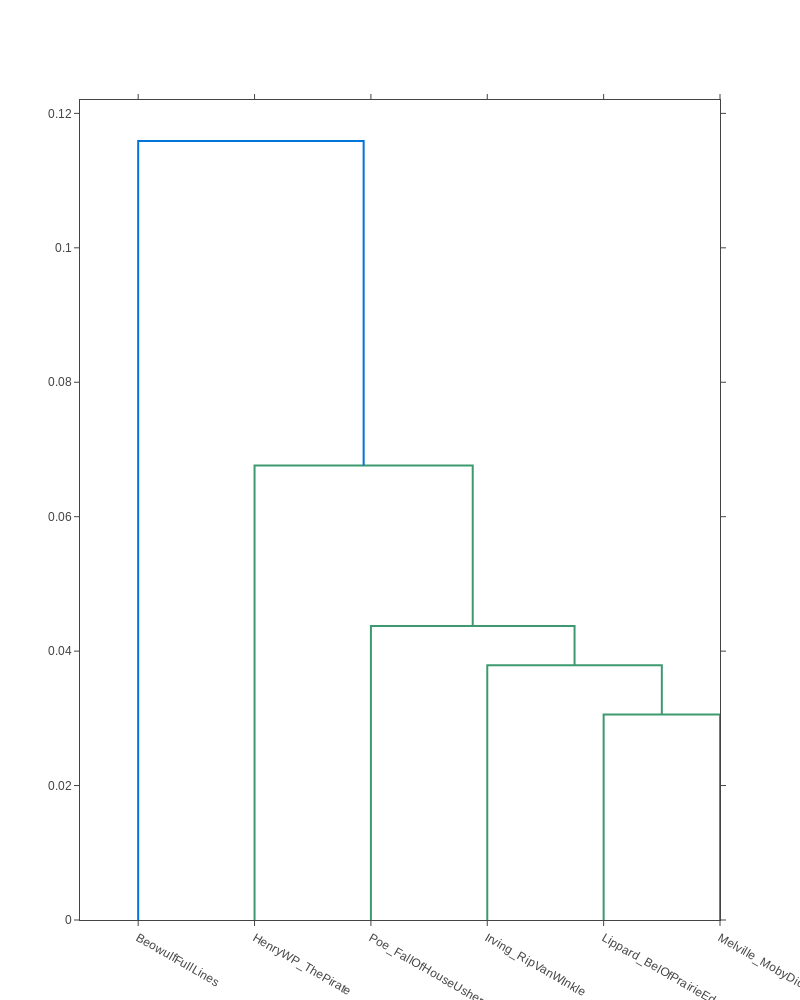 0.12
0.1
0.08
0.06
0.04
0.02
0
BeowulfFullLines
HenryWP_ThePirate
Poe_FallOfHouseUsher
Irving_RipVanWinkle
Lippard_BelOfPrairieEd
Melville_MobyDic